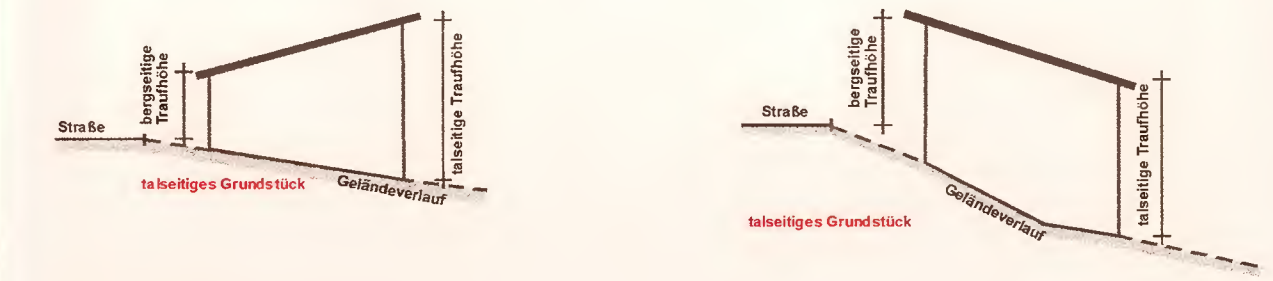 bergseitige
Traufhöhe
talseitige Traufhöhe
Straße
talseitiges Grundstück
Geländeverlauf
bergseitige
Traufhöhe
talseitige Traufhöhe
Straße
talseitiges Grundstück
Geländeverlauf